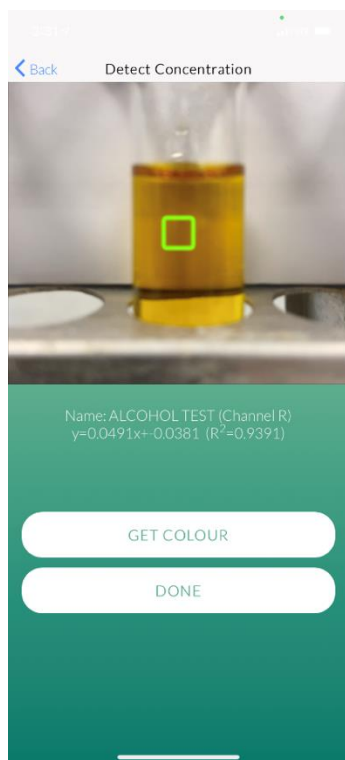 Back
Detect Concentration
Name: ALCOHOL TEST (Channel R)
y=0.0491x+-0.0381 (R²=0.9391)
GET COLOUR
DONE